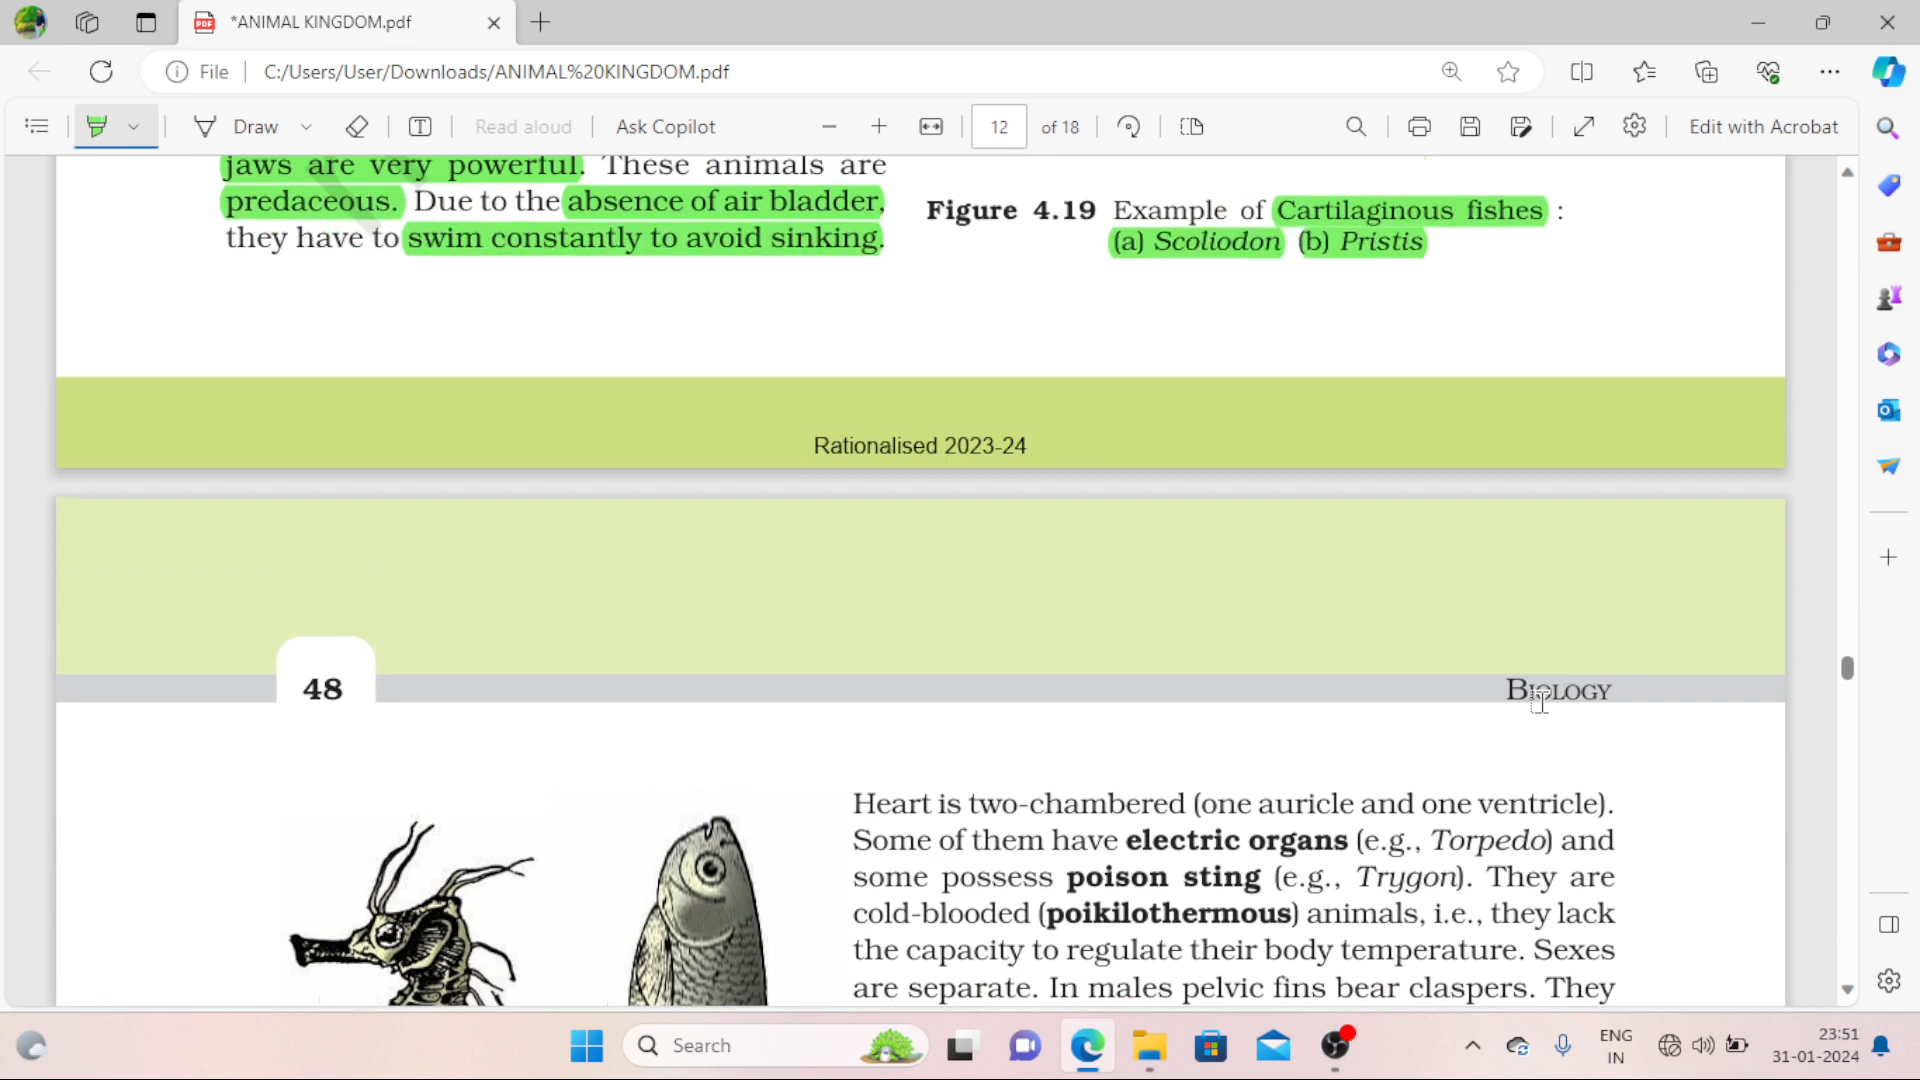 *ANIMAL KINGDOM.pdf
File
C:/Users/User/Downloads/ANIMAL%20KINGDOM.pdf
Draw
Read aloud
Ask Copilot
12
of 18
Edit with Acrobat
jaws are very powerful. These animals are
predaceous. Due to the absence of air bladder,
they have to swim constantly to avoid sinking.
Figure 4.19 Example of Cartilaginous fishes :
(a) Scoliodon (b) Pristis
Rationalised 2023-24
48
BIOLOGY
Heart is two-chambered (one auricle and one ventricle).
Some of them have electric organs (e.g., Torpedo) and
some possess poison sting (e.g., Trygon). They are
cold-blooded (poikilothermous) animals, i.e., they lack
the capacity to regulate their body temperature. Sexes
are separate. In males pelvic fins bear claspers. They
Search
ENG
IN
23:51
31-01-2024